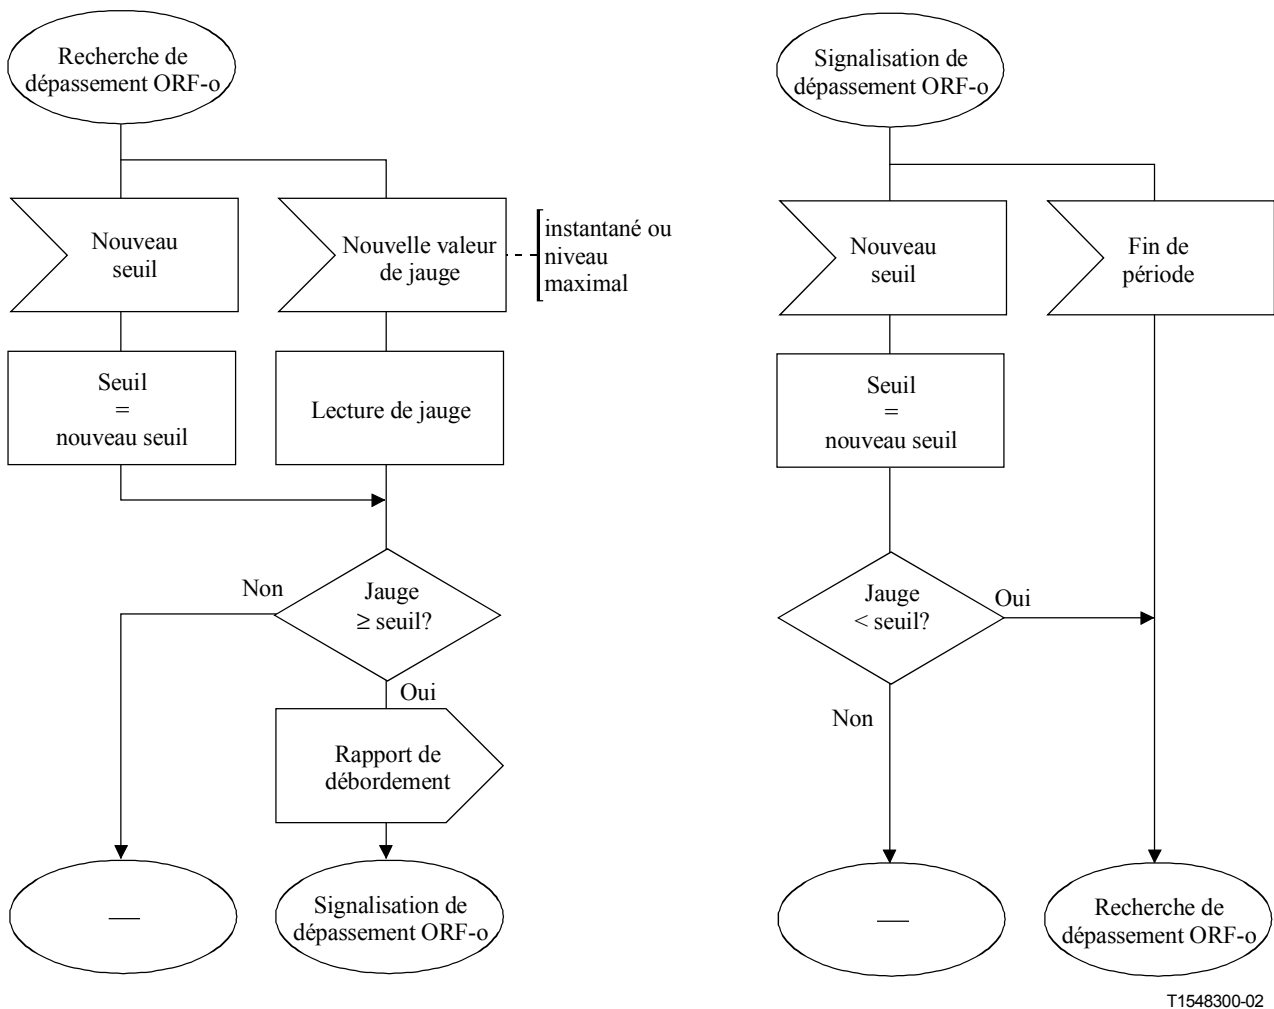 Recherche de
dépassement ORF-o
Nouveau
seuil
Nouvelle valeur
de jauge
instantané ou
niveau
maximal
Seuil
=
nouveau seuil
Lecture de jauge
Jauge
≥ seuil?
Non
Oui
Rapport de
débordement
—
Signalisation de
dépassement ORF-o
Signalisation de
dépassement ORF-o
Nouveau
seuil
Fin de
période
Seuil
=
nouveau seuil
Jauge
< seuil?
Oui
Non
—
Recherche de
dépassement ORF-o
T1548300-02